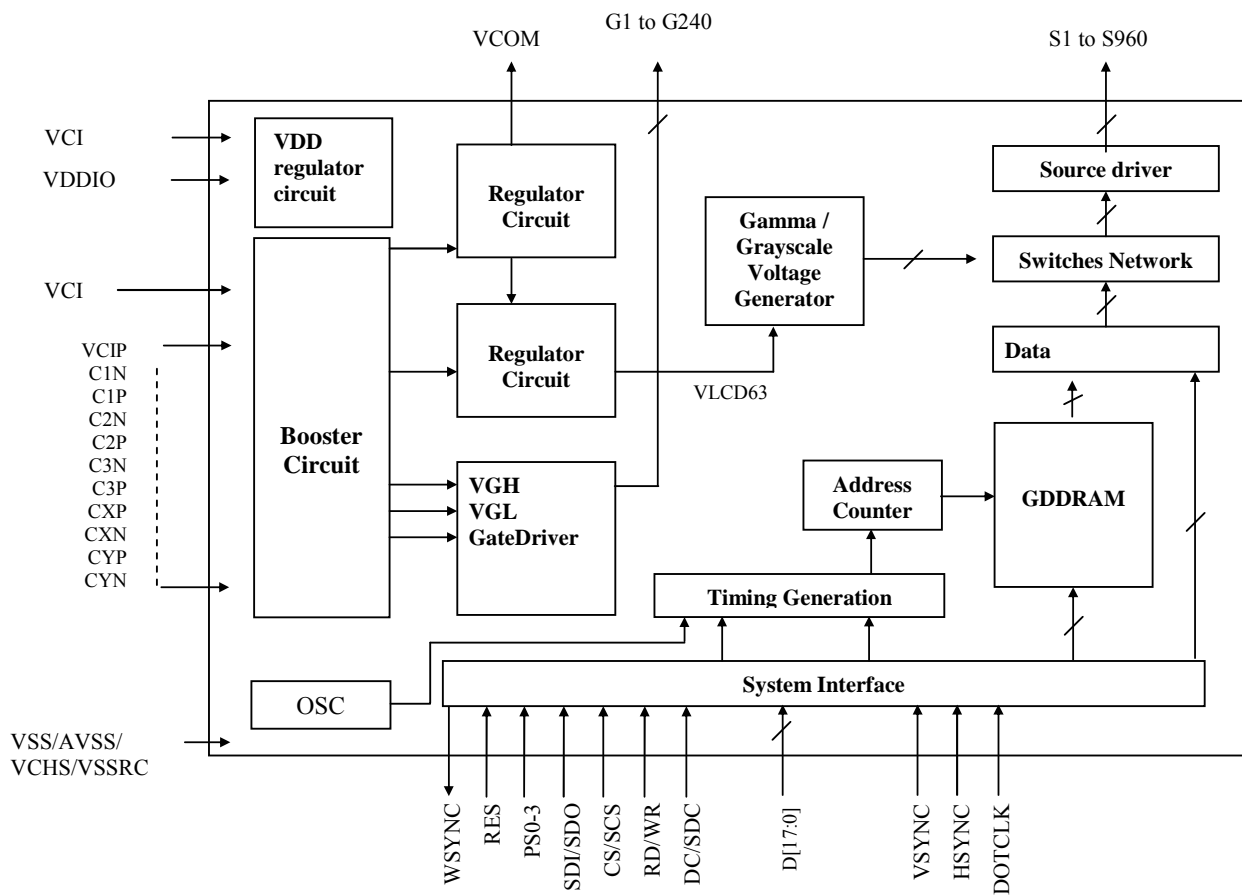 G1 to G240
VCOM
S1 to S960
VCI
VDDIO
VDD
regulator
circuit
Regulator
Circuit
Source driver
Gamma /
Grayscale
Voltage
Generator
Switches Network
VCI
VCIP
C1N
C1P
C2N
C2P
C3N
C3P
CXP
CXN
CYP
CYN
Booster
Circuit
Regulator
Circuit
VLCD63
Data
VGH
VGL
GateDriver
Address
Counter
GDDRAM
Timing Generation
System Interface
OSC
VSS/AVSS/
VCHS/VSSRC
WSYNC
RES
PS0-3
SDI/SDO
CS/SCS
RD/WR
DC/SDC
D[17:0]
VSYNC
HSYNC
DOTCLK